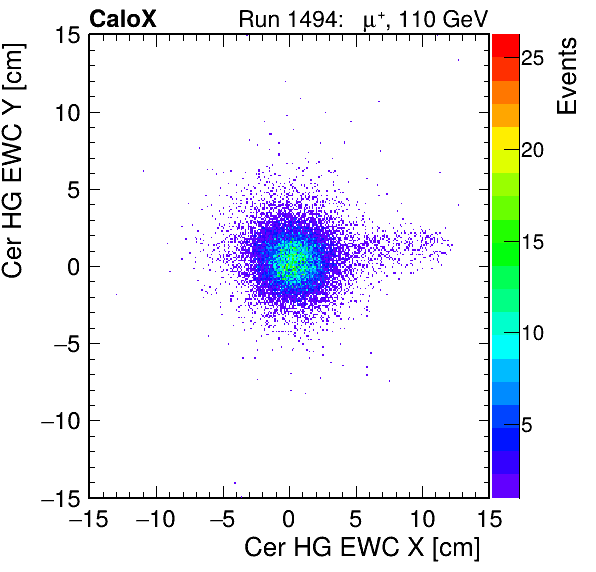 CaloX Run 1494: μ⁺, 110 GeV
Events
Cer HG EWC Y [cm]
15
10
5
0
−5
−10
−15
25
20
15
10
5
−15 −10 −5 0 5 10 15
Cer HG EWC X [cm]